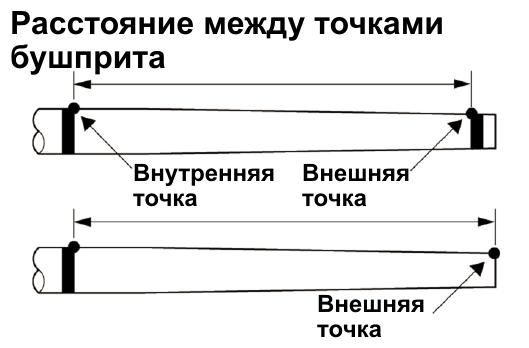 Расстояние между точками
бушприта
Внутренняя
точка
Внешняя
точка
Внешняя
точка